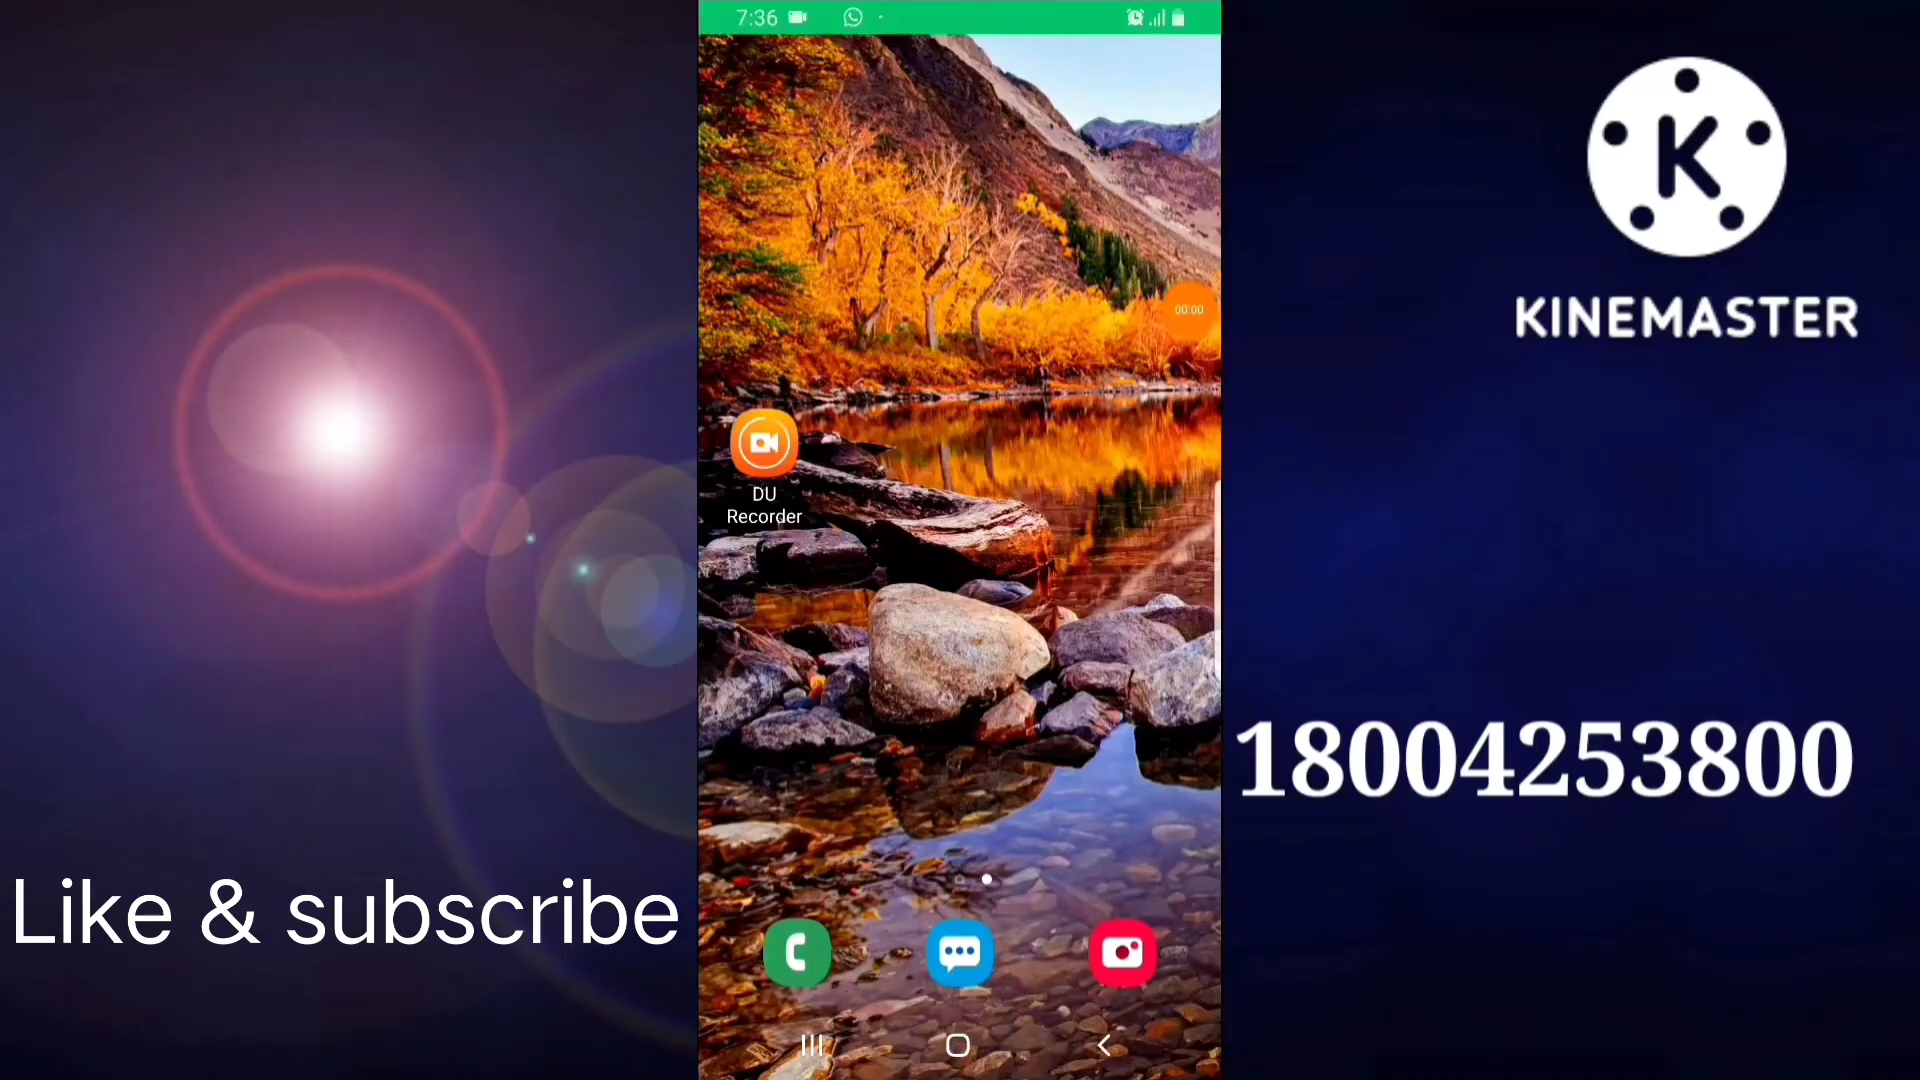 7:36
00:00
DU
Recorder
K
KINEMASTER
18004253800
Like & subscribe